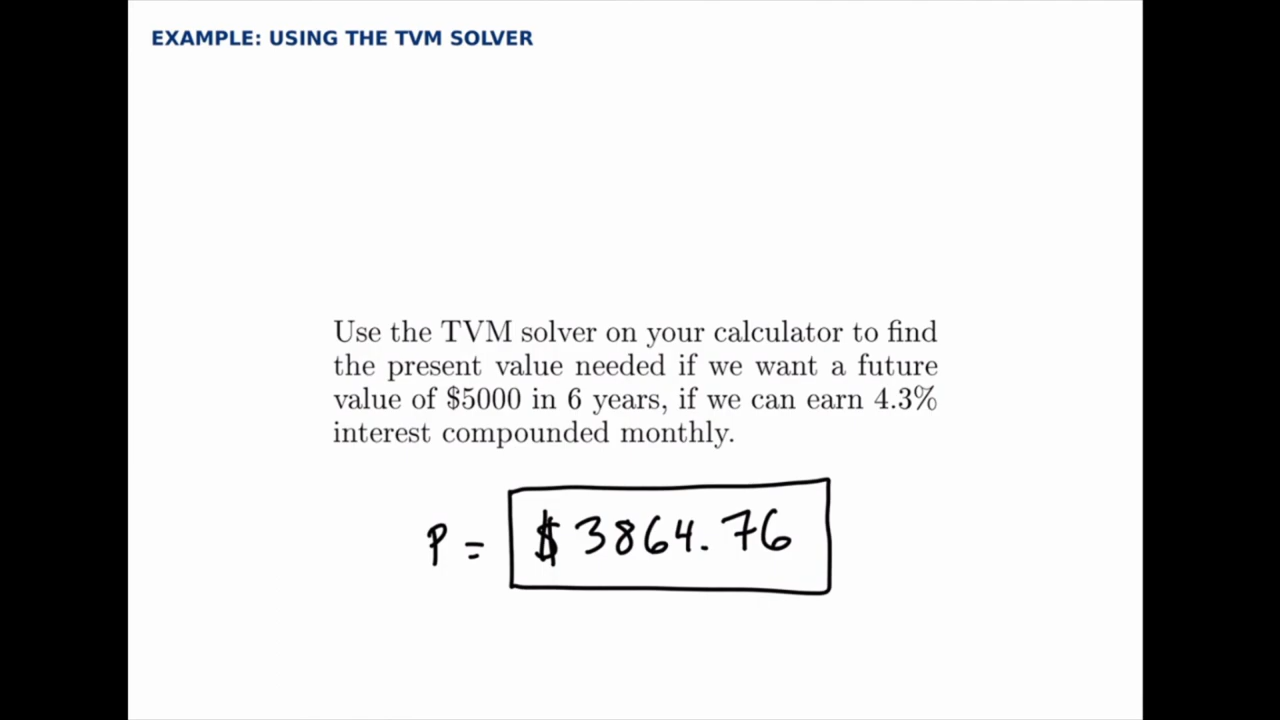 EXAMPLE: USING THE TVM SOLVER
Use the TVM solver on your calculator to find
the present value needed if we want a future
value of $5000 in 6 years, if we can earn 4.3%
interest compounded monthly.
P = $3864.76